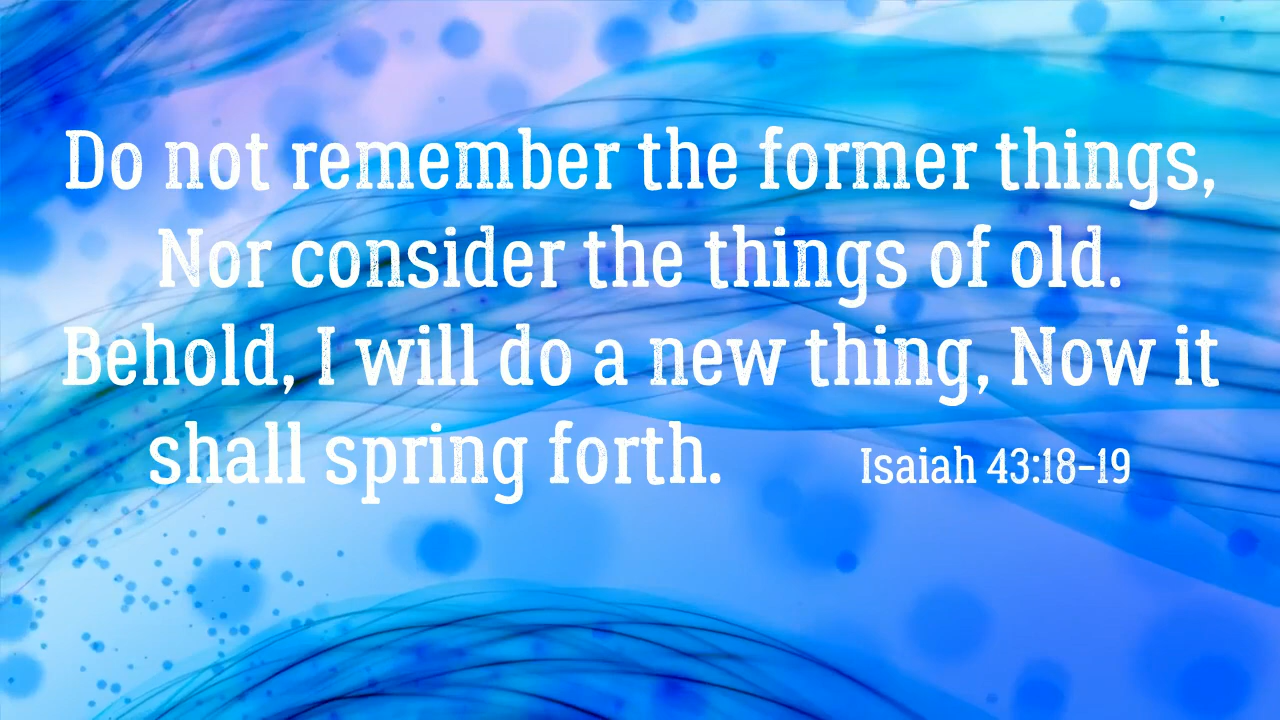 Do not remember the former things,
Nor consider the things of old.
Behold, I will do a new thing, Now it
shall spring forth.
Isaiah 43:18-19